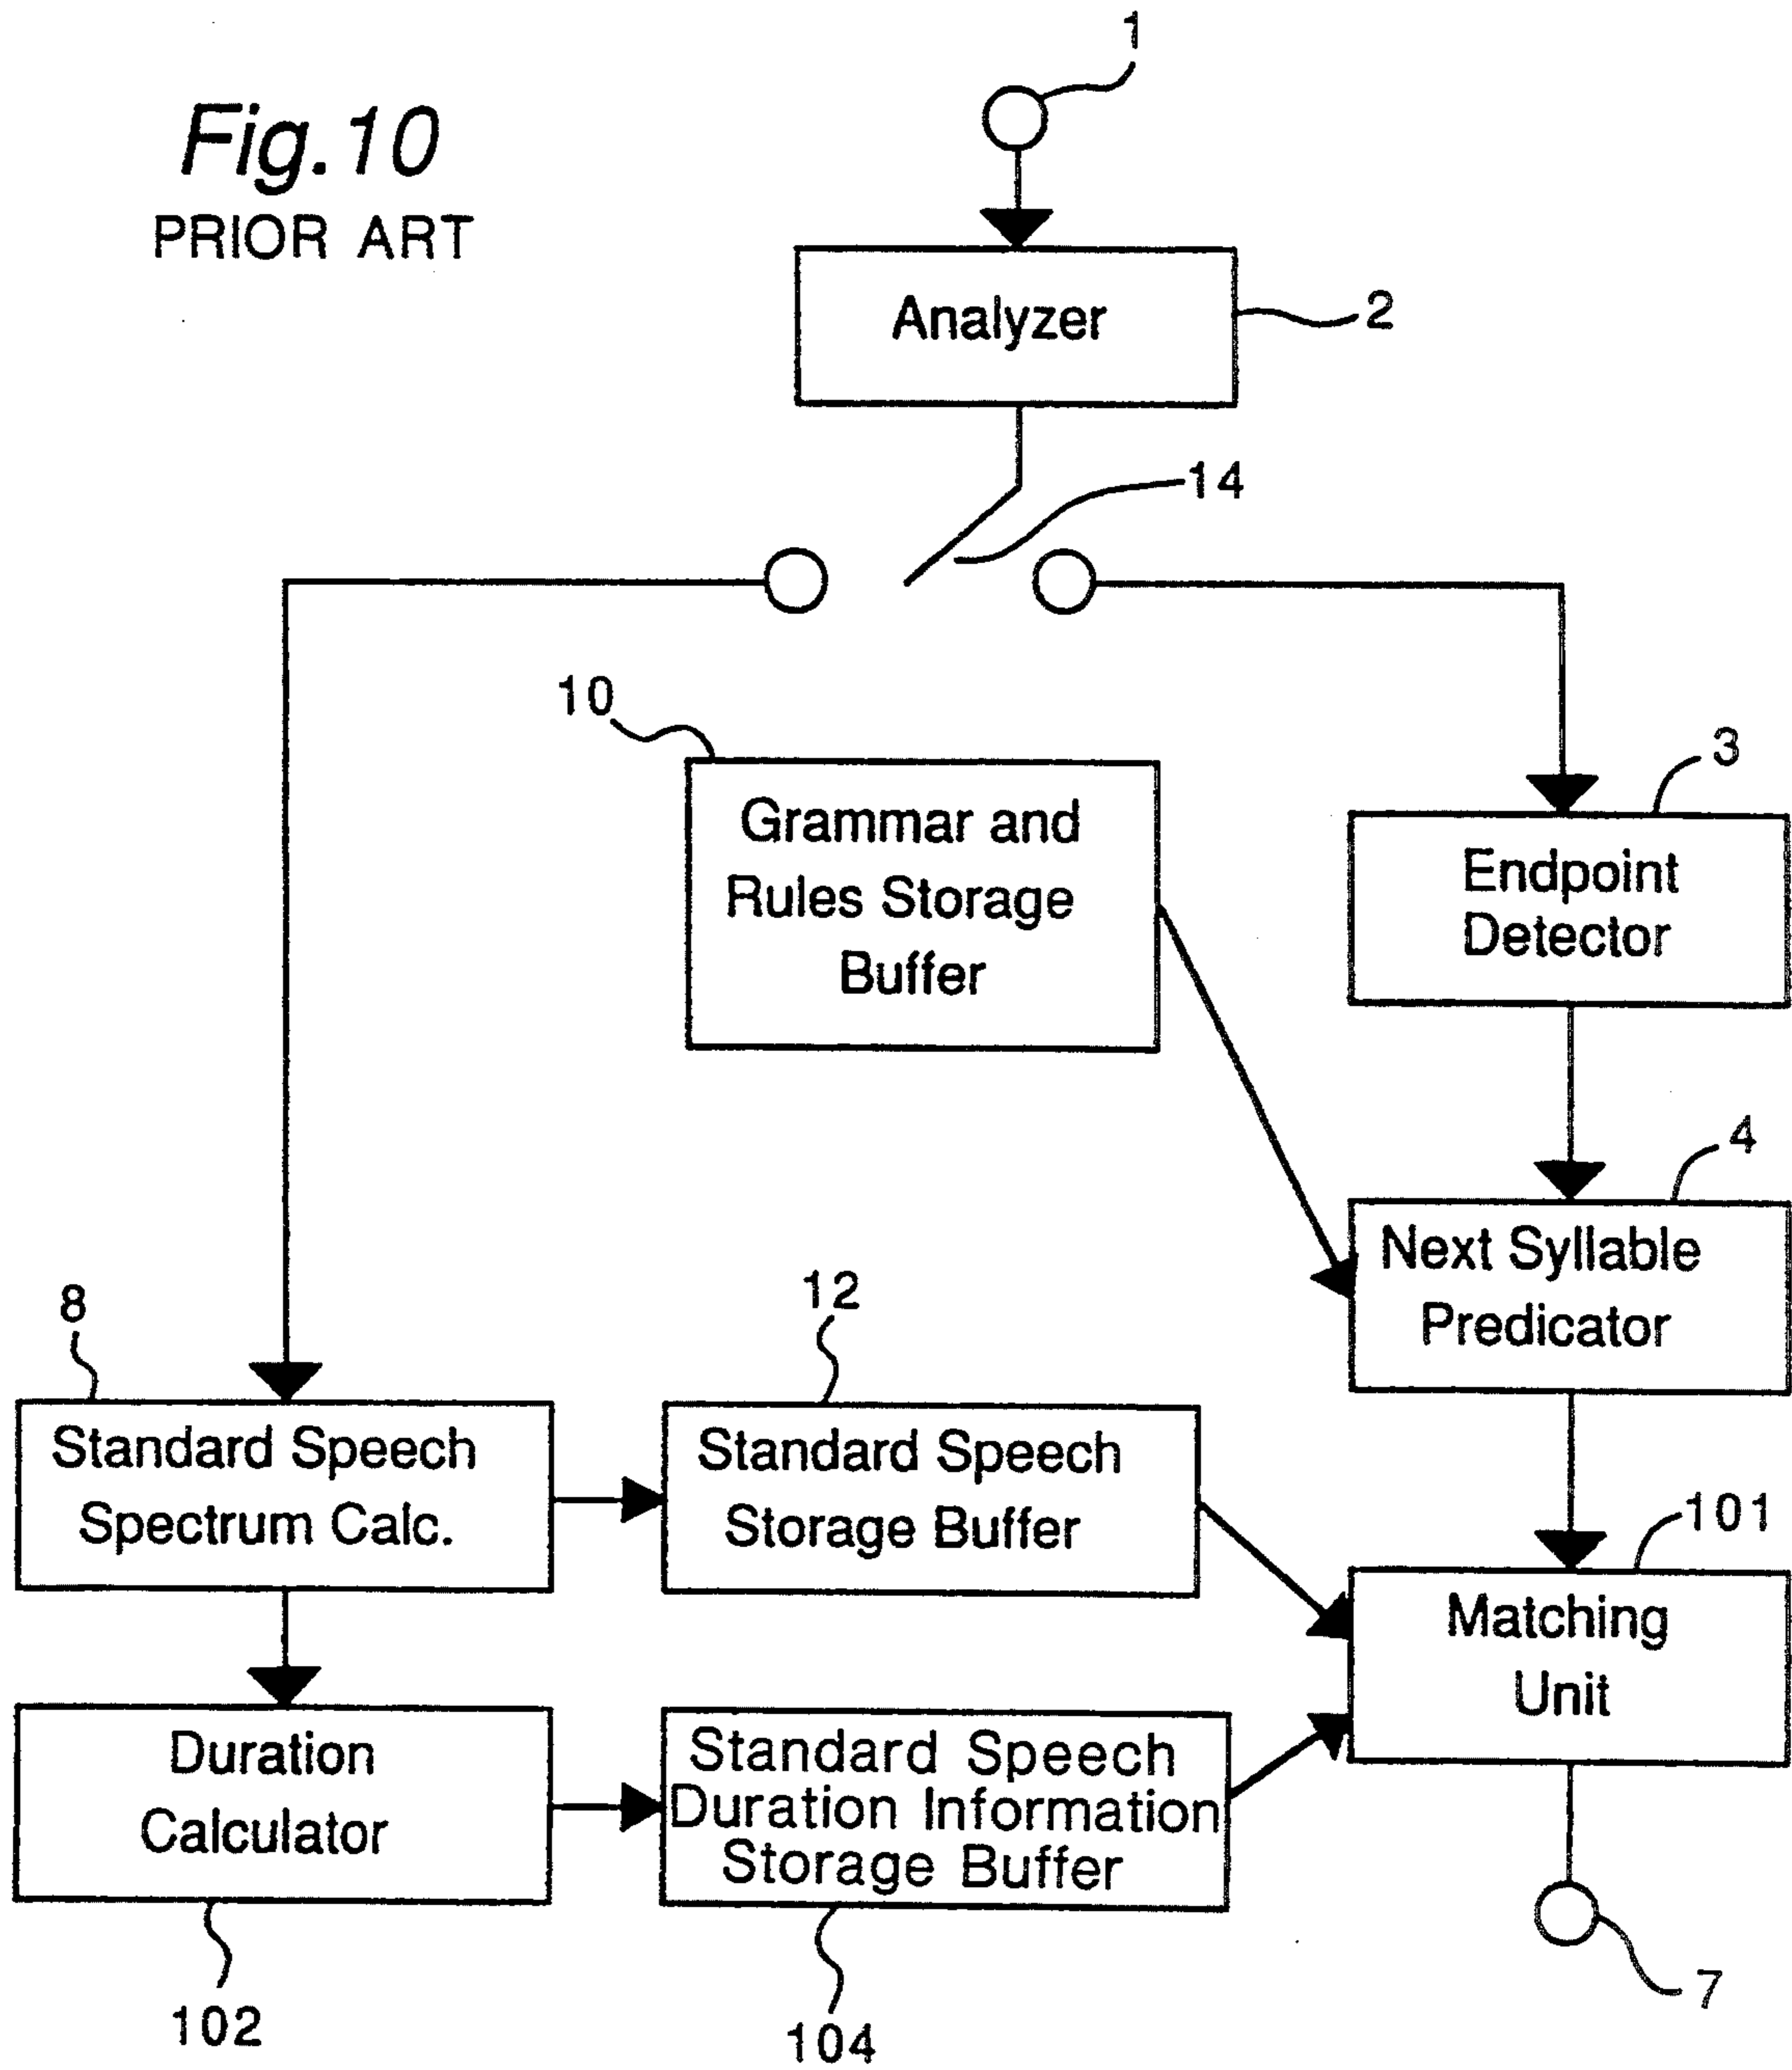 Fig.10
PRIOR ART
1
Analyzer
2
14
10
Grammar and
Rules Storage
Buffer
3
Endpoint
Detector
4
Next Syllable
Predicator
8
Standard Speech
Spectrum Calc.
12
Standard Speech
Storage Buffer
101
Matching
Unit
Duration
Calculator
102
Standard Speech
Duration Information
Storage Buffer
104
7